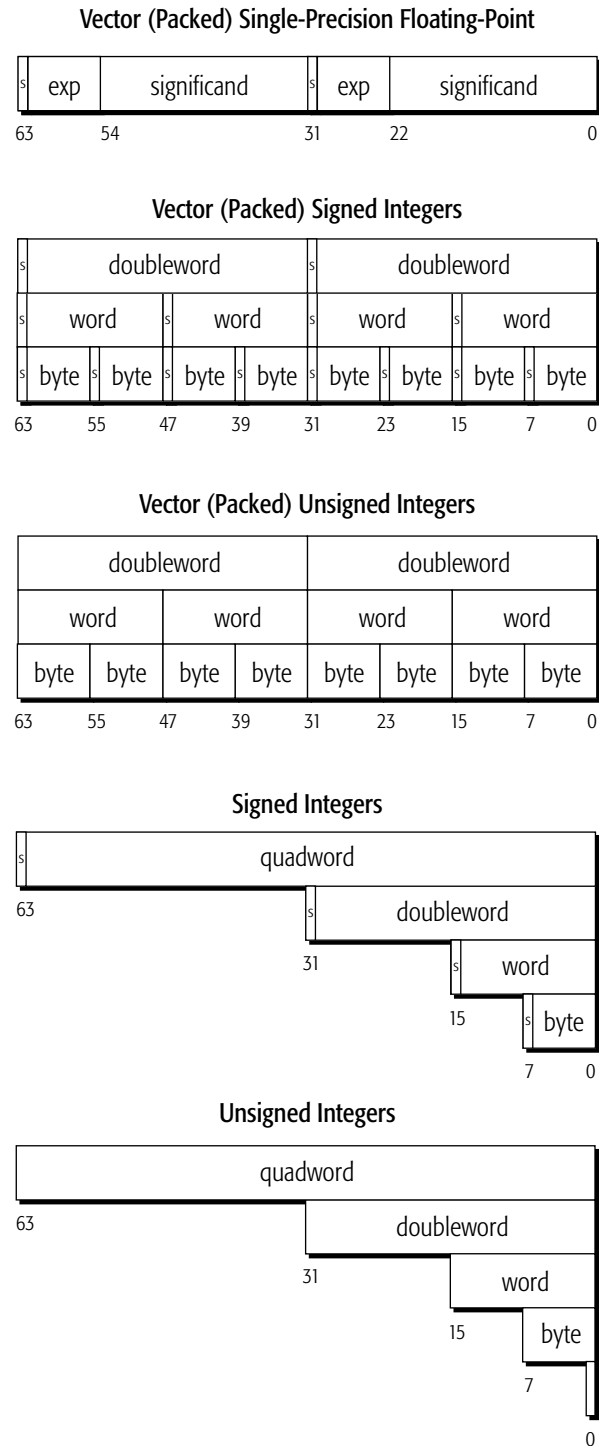 Vector (Packed) Single-Precision Floating-Point
s exp significand s exp significand
63 54 31 22 0
Vector (Packed) Signed Integers
s doubleword s doubleword
s word s word s word s word
s byte s byte s byte s byte s byte s byte s byte s byte
63 55 47 39 31 23 15 7 0
Vector (Packed) Unsigned Integers
doubleword doubleword
word word word word
byte byte byte byte byte byte byte byte
63 55 47 39 31 23 15 7 0
Signed Integers
s quadword
63 s doubleword
31 s word
15 s byte
7 0
Unsigned Integers
quadword
63 doubleword
31 word
15 byte
7
0